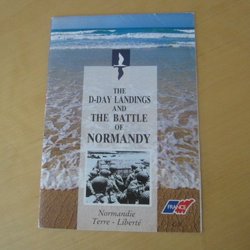 THE
D-DAY LANDINGS
AND
THE BATTLE
OF
NORMANDY
Normandie
Terre - Liberté
FRANCE